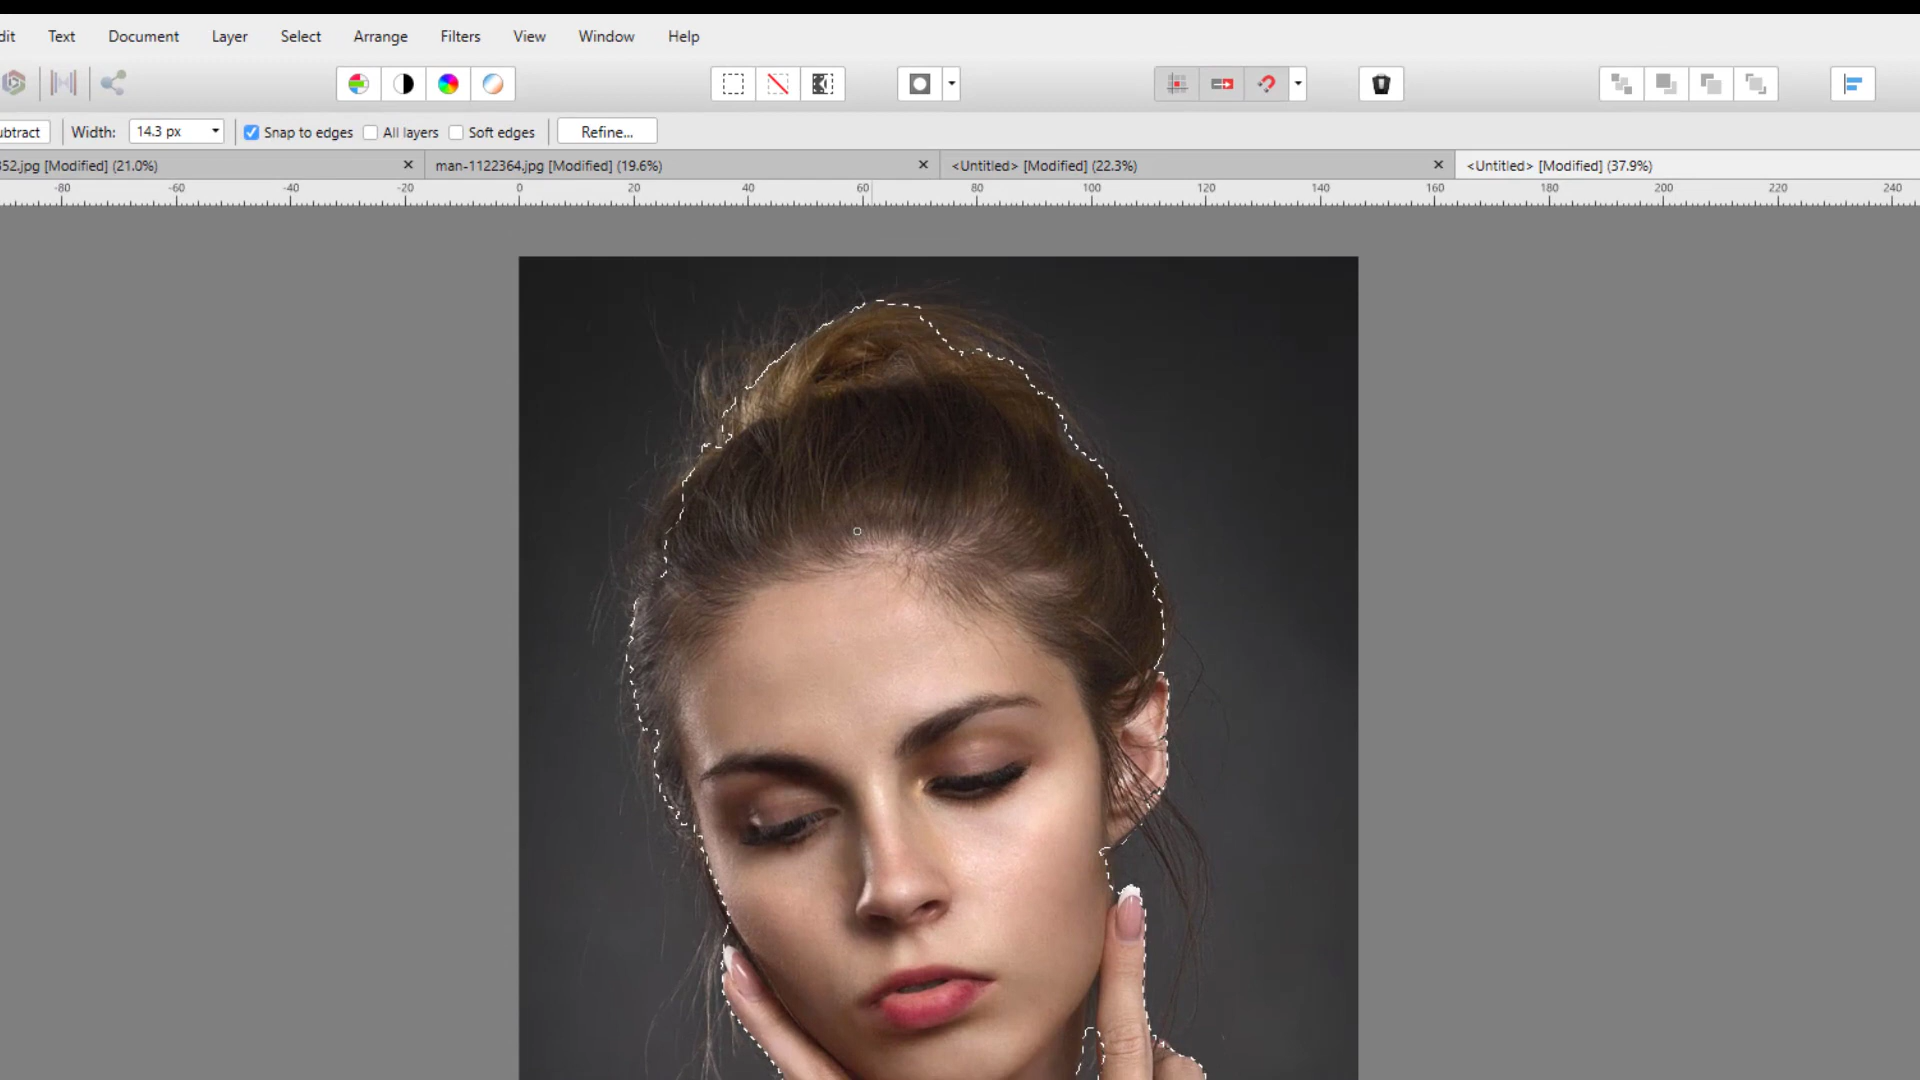 dit Text Document Layer Select Arrange Filters View Window Help
ubtract Width: 14.3 px Snap to edges All layers Soft edges Refine...
352.jpg [Modified] (21.0%) man-1122364.jpg [Modified] (19.6%) <Untitled> [Modified] (22.3%) <Untitled> [Modified] (37.9%)
-80 -60 -40 -20 0 20 40 60 80 100 120 140 160 180 200 220 240